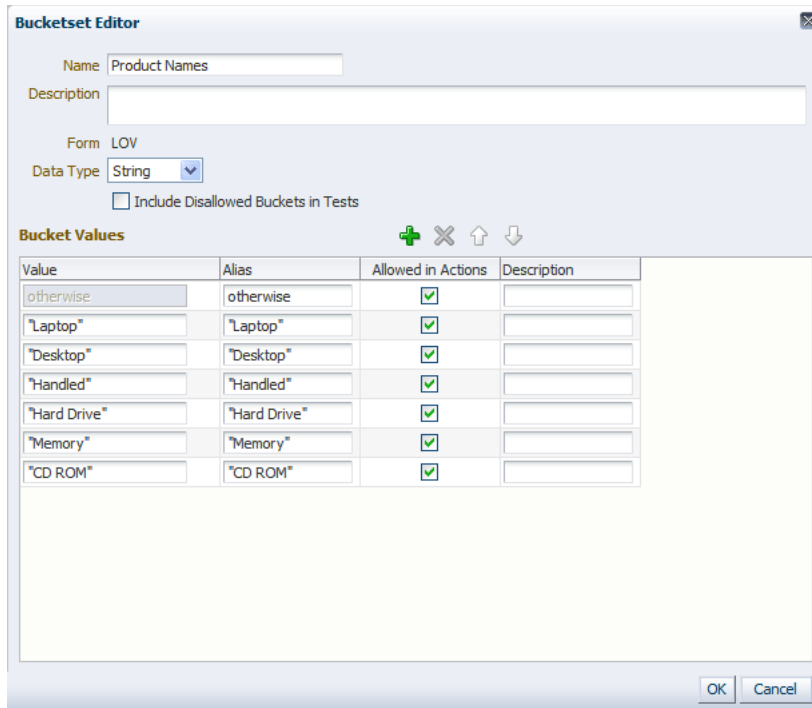 Bucketset Editor
Name Product Names
Description
Form LOV
Data Type String
Include Disallowed Buckets in Tests
Bucket Values
Value Alias Allowed in Actions Description
otherwise otherwise
"Laptop" "Laptop"
"Desktop" "Desktop"
"Handled" "Handled"
"Hard Drive" "Hard Drive"
"Memory" "Memory"
"CD ROM" "CD ROM"
OK Cancel